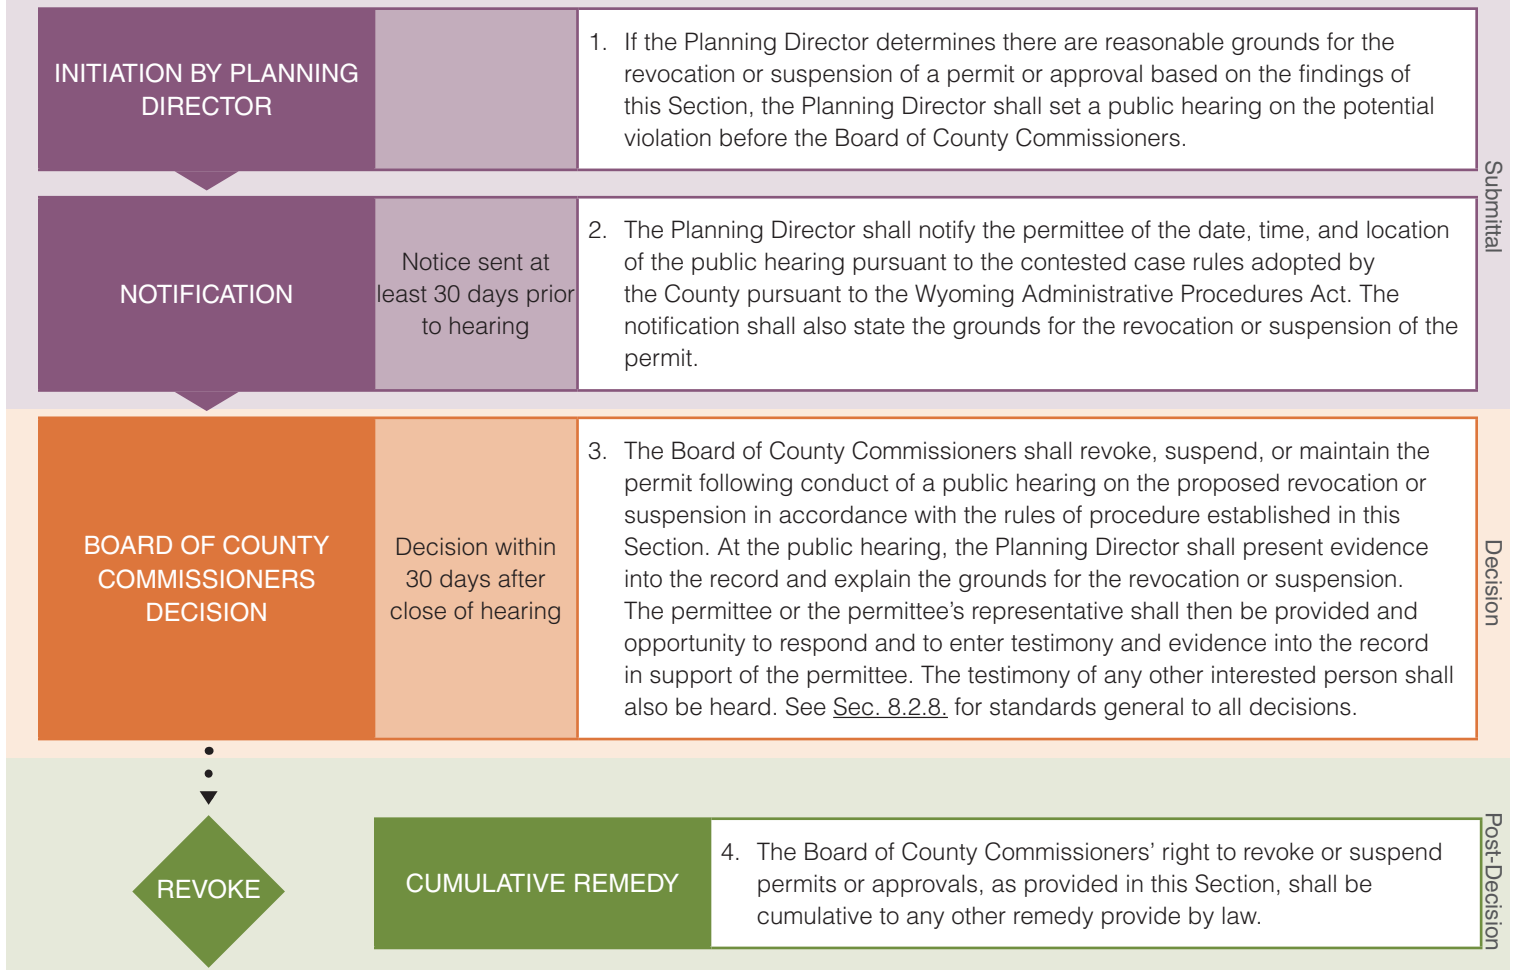 INITIATION BY PLANNING
DIRECTOR
1. If the Planning Director determines there are reasonable grounds for the
revocation or suspension of a permit or approval based on the findings of
this Section, the Planning Director shall set a public hearing on the potential
violation before the Board of County Commissioners.
NOTIFICATION
Notice sent at
least 30 days prior
to hearing
2. The Planning Director shall notify the permittee of the date, time, and location
of the public hearing pursuant to the contested case rules adopted by
the County pursuant to the Wyoming Administrative Procedures Act. The
notification shall also state the grounds for the revocation or suspension of the
permit.
Submittal
BOARD OF COUNTY
COMMISSIONERS
DECISION
Decision within
30 days after
close of hearing
3. The Board of County Commissioners shall revoke, suspend, or maintain the
permit following conduct of a public hearing on the proposed revocation or
suspension in accordance with the rules of procedure established in this
Section. At the public hearing, the Planning Director shall present evidence
into the record and explain the grounds for the revocation or suspension.
The permittee or the permittee’s representative shall then be provided and
opportunity to respond and to enter testimony and evidence into the record
in support of the permittee. The testimony of any other interested person shall
also be heard. See Sec. 8.2.8. for standards general to all decisions.
Decision
REVOKE
CUMULATIVE REMEDY
4. The Board of County Commissioners’ right to revoke or suspend
permits or approvals, as provided in this Section, shall be
cumulative to any other remedy provide by law.
Post-Decision